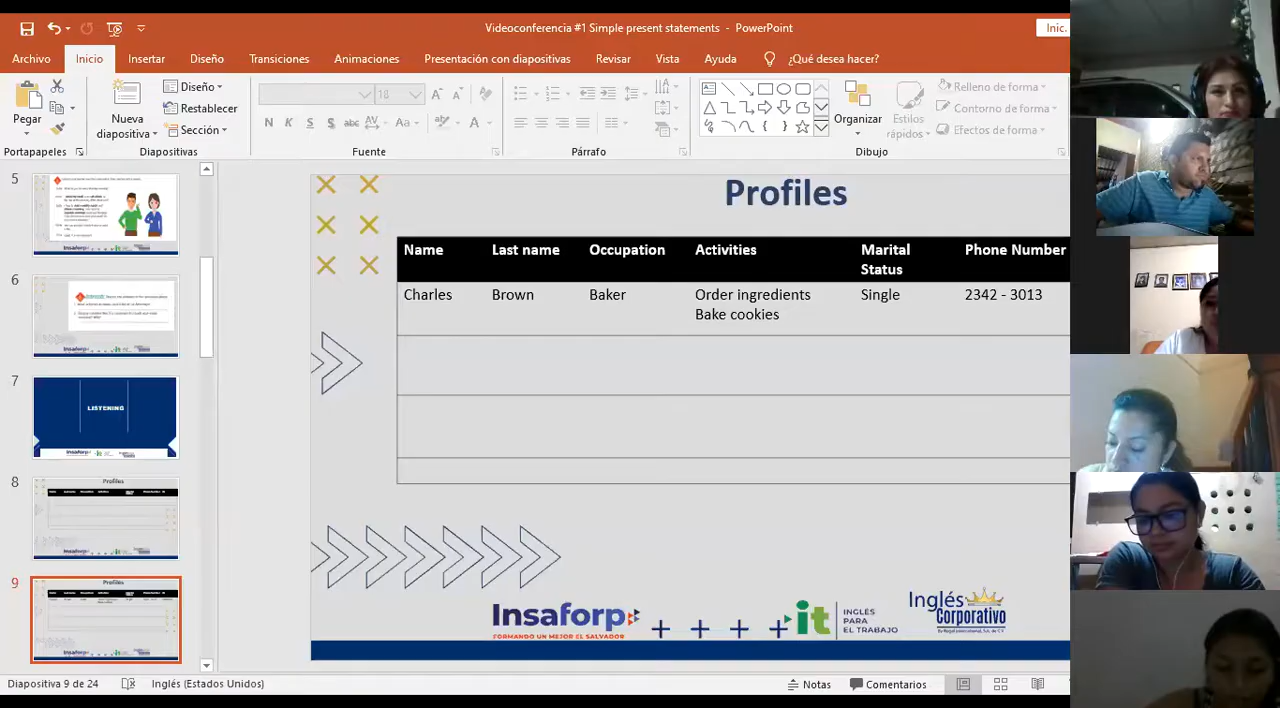 Videoconferencia #1 Simple present statements - PowerPoint
Inic.
Archivo Inicio Insertar Diseño Transiciones Animaciones Presentación con diapositivas Revisar Vista Ayuda ¿Qué desea hacer?
Pegar
Nueva diapositiva
Diseño
Restablecer
Sección
18
N K S S abc AV Aa A
Organizar
Estilos rápidos
Relleno de forma
Contorno de forma
Efectos de forma
Portapapeles Diapositivas Fuente Párrafo Dibujo
5
6
7
LISTENING
8
Profiles
9
Profiles
Profiles
Name Last name Occupation Activities Marital Status Phone Number
Charles Brown Baker Order ingredients Single 2342 - 3013
Bake cookies
Insaforp
FORMANDO UN MEJOR EL SALVADOR
it
INGLÉS
PARA
EL TRABAJO
Inglés
Corporativo
Diapositiva 9 de 24 Inglés (Estados Unidos) Notas Comentarios